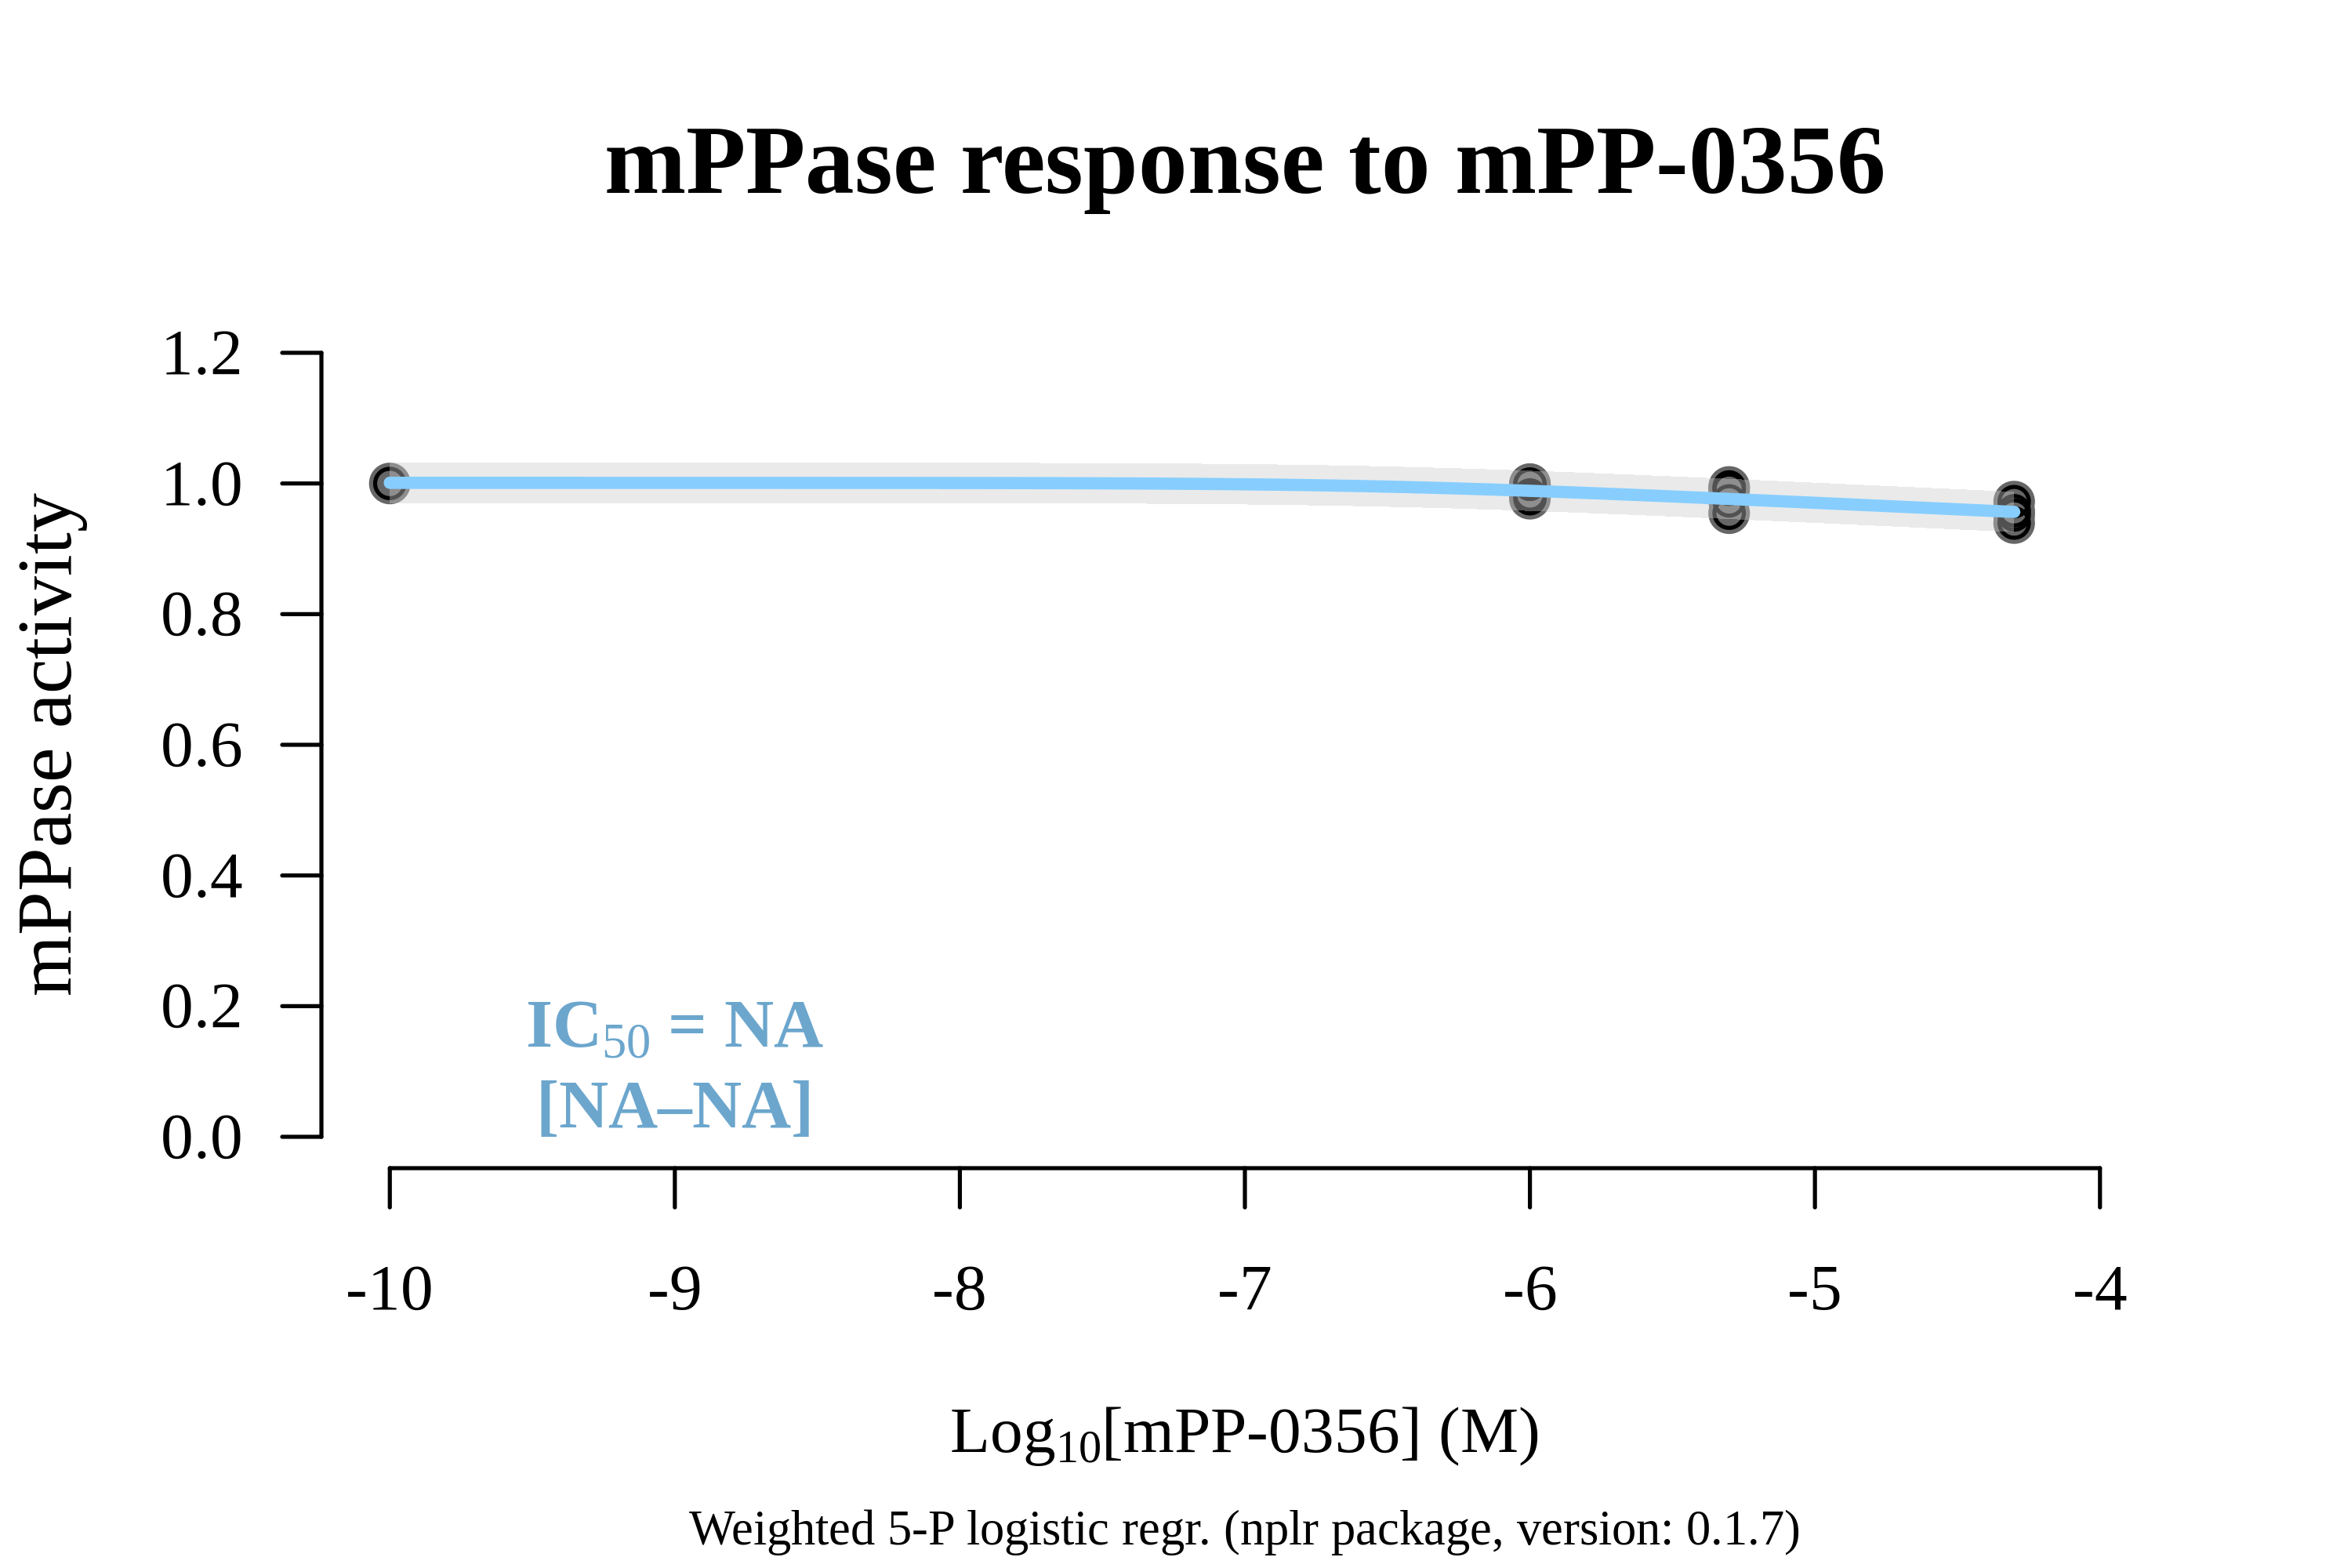 mPPase response to mPP-0356
mPPase activity
1.2
1.0
0.8
0.6
0.4
0.2
0.0
IC50 = NA
[NA–NA]
-10 -9 -8 -7 -6 -5 -4
Log10[mPP-0356] (M)
Weighted 5-P logistic regr. (nplr package, version: 0.1.7)